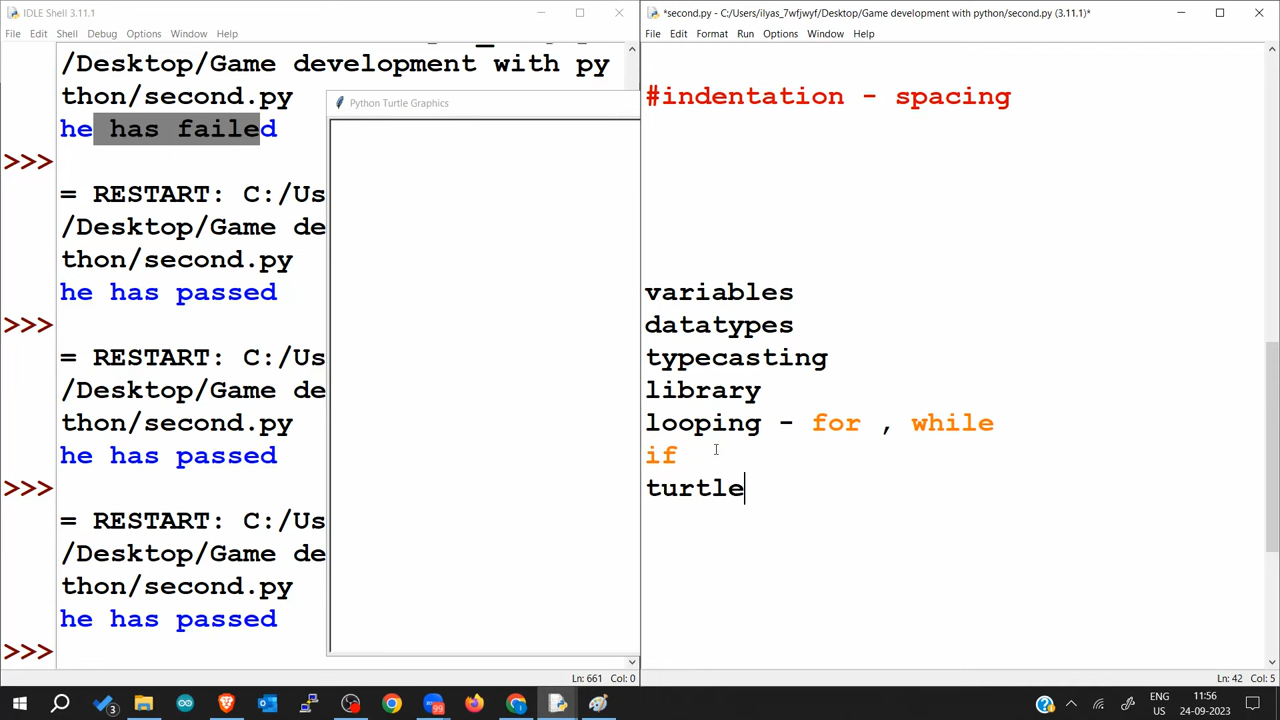 IDLE Shell 3.11.1
File Edit Shell Debug Options Window Help
/Desktop/Game development with py
thon/second.py
he has failed
>>>
= RESTART: C:/Us
/Desktop/Game de
thon/second.py
he has passed
>>>
= RESTART: C:/Us
/Desktop/Game de
thon/second.py
he has passed
>>>
= RESTART: C:/Us
/Desktop/Game de
thon/second.py
he has passed
>>>
Ln: 661 Col: 0
Python Turtle Graphics
*second.py - C:/Users/ilyas_7wfjwyf/Desktop/Game development with python/second.py (3.11.1)*
File Edit Format Run Options Window Help
#indentation - spacing
variables
datatypes
typecasting
library
looping - for , while
if
turtle
Ln: 42 Col: 5
3
99
ENG
US
11:56
24-09-2023